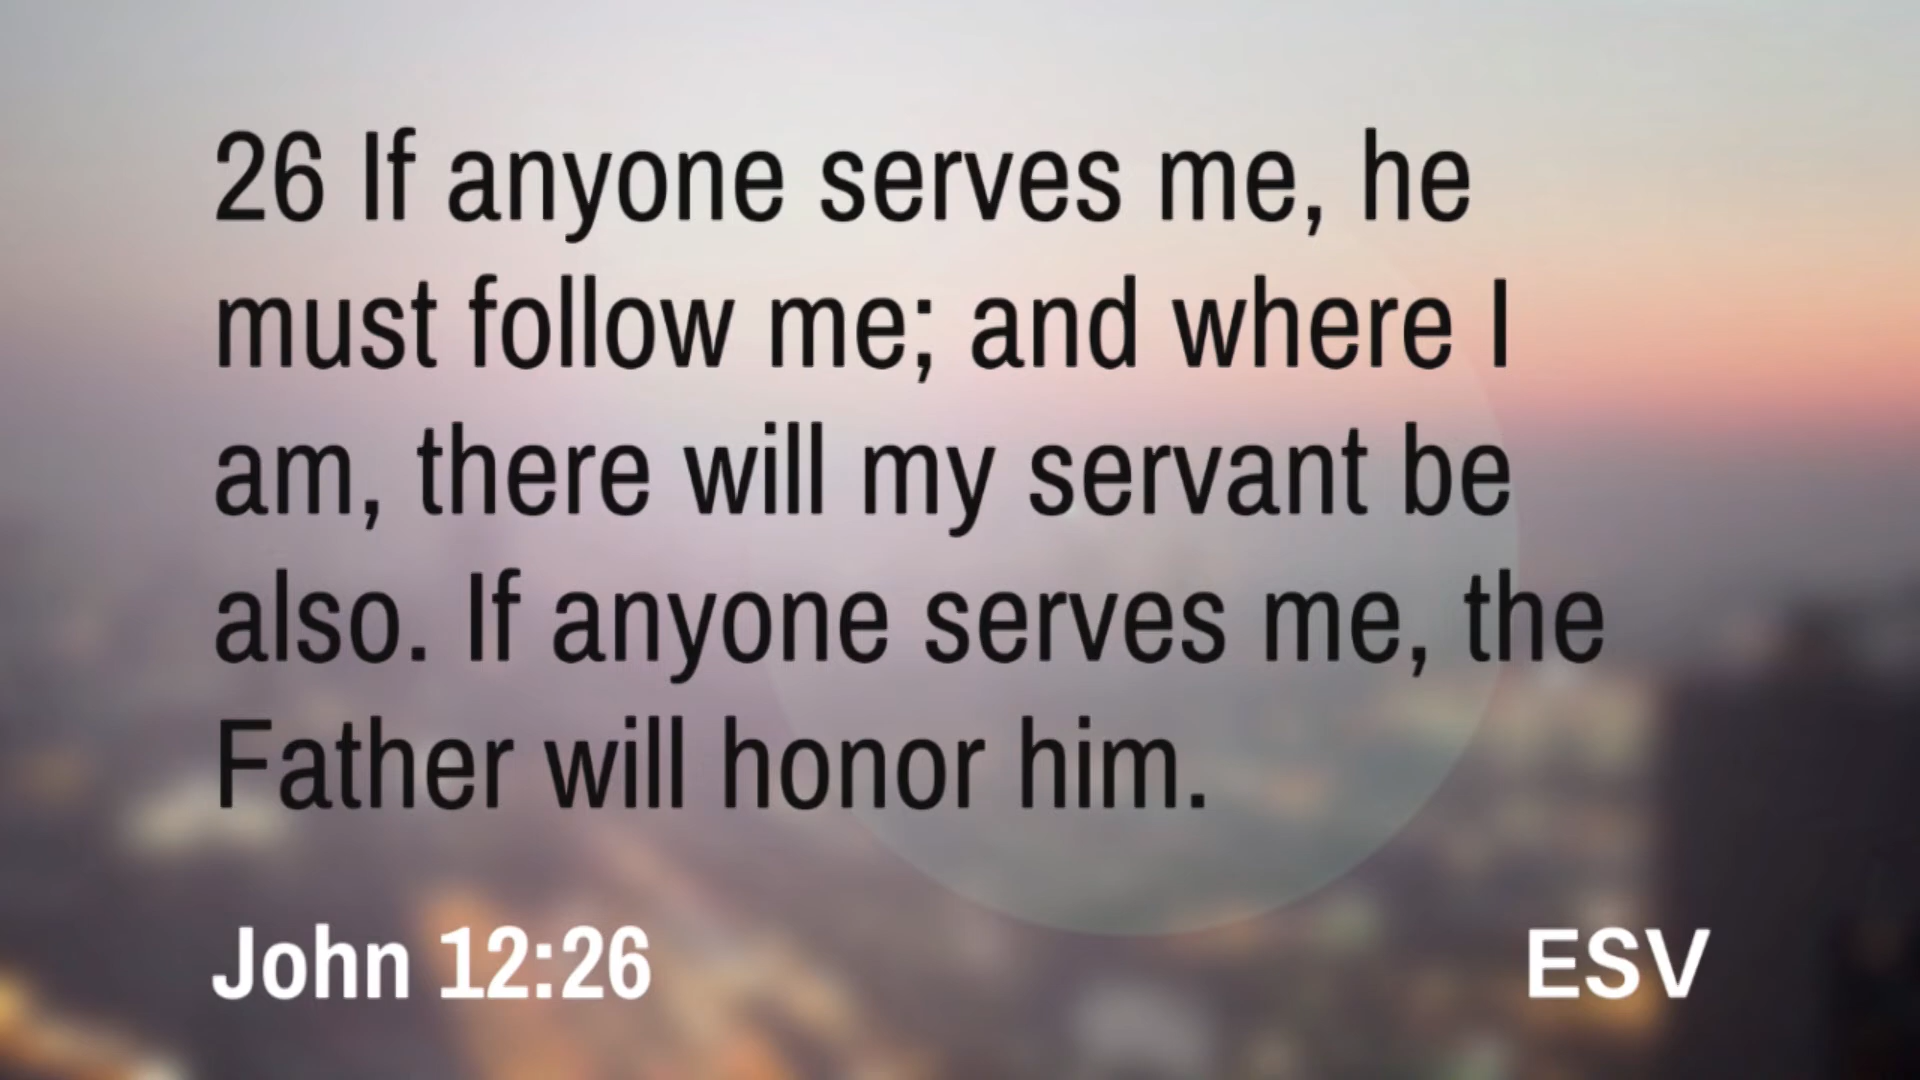 26 If anyone serves me, he
must follow me; and where I
am, there will my servant be
also. If anyone serves me, the
Father will honor him.
John 12:26 ESV